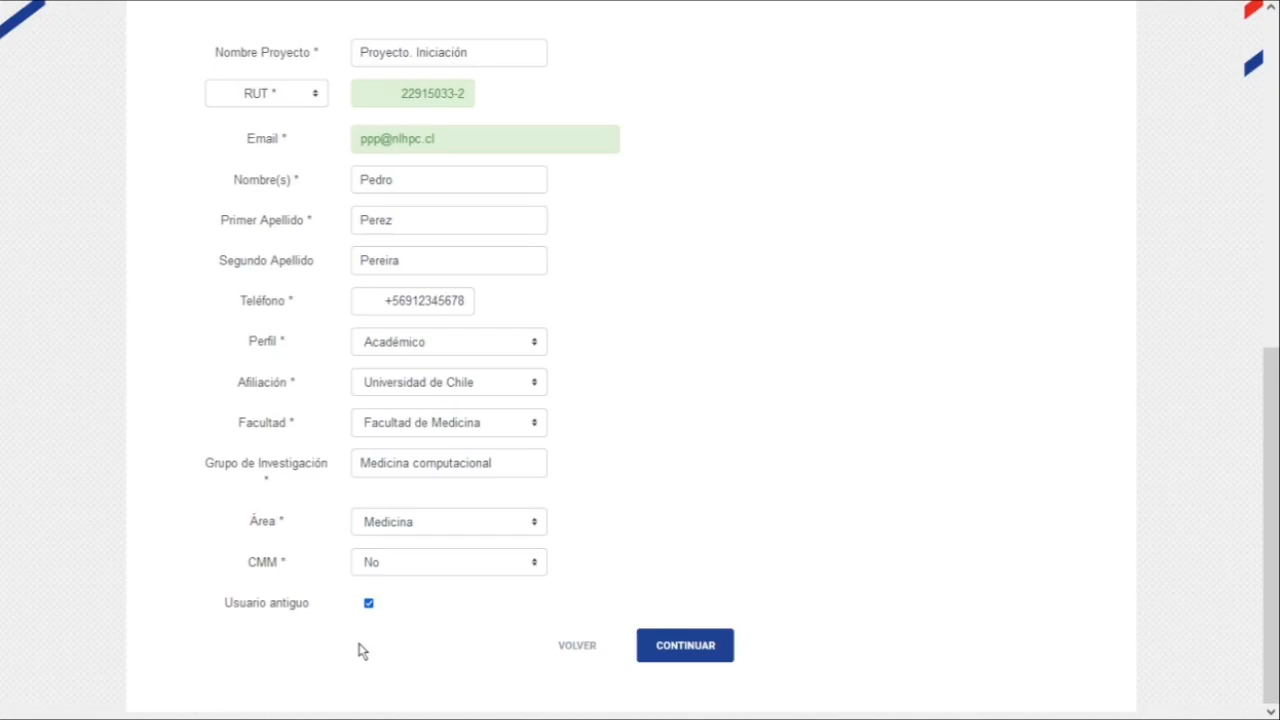 Nombre Proyecto * Proyecto. Iniciación
RUT * 22915033-2
Email * ppp@nlhpc.cl
Nombre(s) * Pedro
Primer Apellido * Perez
Segundo Apellido Pereira
Teléfono * +56912345678
Perfil * Académico
Afiliación * Universidad de Chile
Facultad * Facultad de Medicina
Grupo de Investigación Medicina computacional
*
Área * Medicina
CMM * No
Usuario antiguo
VOLVER CONTINUAR